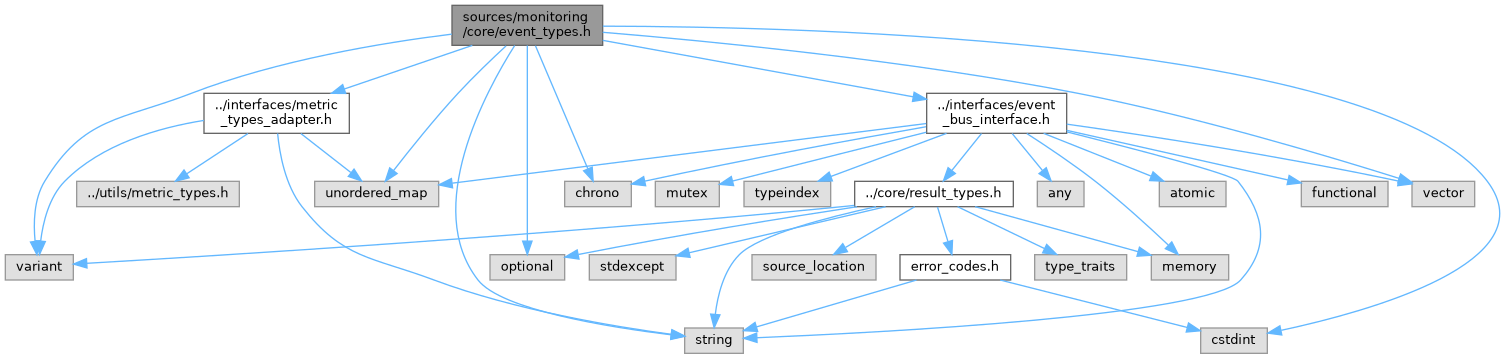 sources/monitoring
/core/event_types.h
../interfaces/metric
_types_adapter.h
../interfaces/event
_bus_interface.h
../utils/metric_types.h
unordered_map
chrono
mutex
typeindex
../core/result_types.h
any
atomic
functional
vector
variant
optional
stdexcept
source_location
error_codes.h
type_traits
memory
string
cstdint